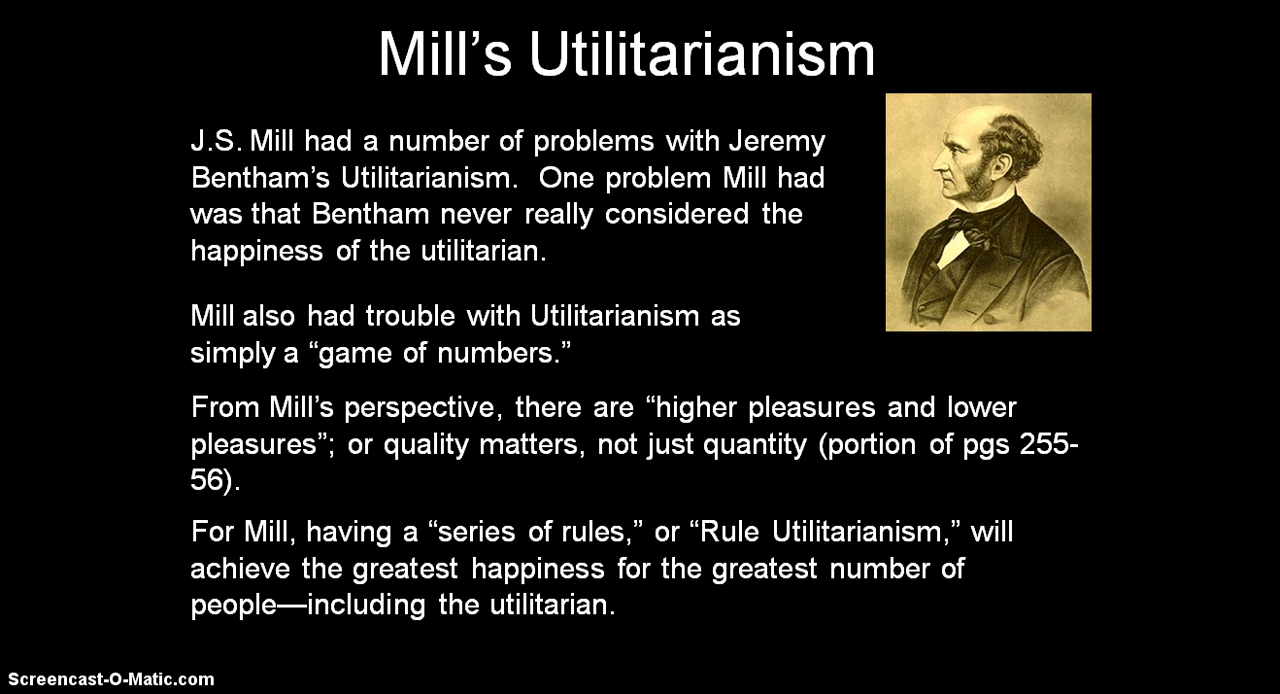 Mill’s Utilitarianism
J.S. Mill had a number of problems with Jeremy
Bentham’s Utilitarianism.  One problem Mill had
was that Bentham never really considered the
happiness of the utilitarian.
Mill also had trouble with Utilitarianism as
simply a “game of numbers.”
From Mill’s perspective, there are “higher pleasures and lower
pleasures”; or quality matters, not just quantity (portion of pgs 255-
56).
For Mill, having a “series of rules,” or “Rule Utilitarianism,” will
achieve the greatest happiness for the greatest number of
people—including the utilitarian.
Screencast-O-Matic.com